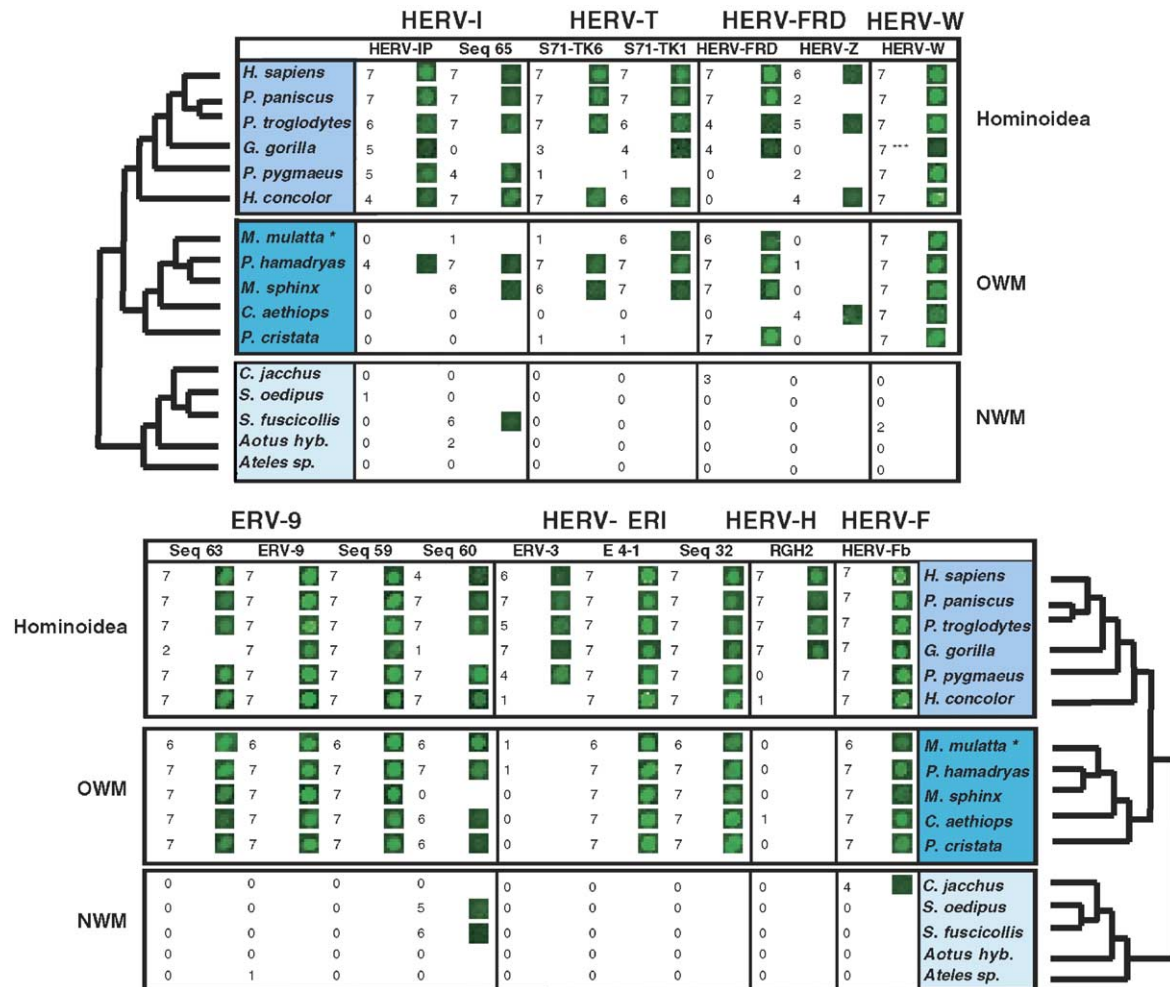 HERV-I HERV-T HERV-FRD HERV-W
HERV-IP Seq 65 S71-TK6 S71-TK1 HERV-FRD HERV-Z HERV-W
H. sapiens 7 7 7 7 7 6 7
P. paniscus 7 7 7 7 7 2 7
P. troglodytes 6 7 7 6 4 5 7
G. gorilla 5 0 3 4 4 0 7 ***
P. pygmaeus 5 4 1 1 0 2 7
H. concolor 4 7 7 6 0 4 7
Hominoidea
M. mulatta * 0 1 1 6 6 0 7
P. hamadryas 4 7 7 7 7 1 7
M. sphinx 0 6 6 7 7 0 7
C. aethiops 0 0 0 0 0 4 7
P. cristata 0 0 1 1 7 0 7
OWM
C. jacchus 0 0 0 0 3 0 0
S. oedipus 1 0 0 0 0 0 0
S. fuscicollis 0 6 0 0 0 0 2
Aotus hyb. 0 2 0 0 0 0 0
Ateles sp. 0 0 0 0 0 0 0
NWM
ERV-9 HERV- ERI HERV-H HERV-F
Seq 63 ERV-9 Seq 59 Seq 60 ERV-3 E 4-1 Seq 32 RGH2 HERV-Fb
Hominoidea
7 7 7 4 6 7 7 7 7 H. sapiens
7 7 7 7 7 7 7 7 7 P. paniscus
7 7 7 7 5 7 7 7 7 P. troglodytes
2 7 7 1 7 7 7 7 7 G. gorilla
7 7 7 7 4 7 7 0 7 P. pygmaeus
7 7 7 7 1 7 7 1 7 H. concolor
OWM
6 6 6 6 1 6 6 0 6 M. mulatta *
7 7 7 7 1 7 7 0 7 P. hamadryas
7 7 7 0 0 7 7 0 7 M. sphinx
7 7 7 6 0 7 7 1 7 C. aethiops
7 7 7 6 0 7 7 0 7 P. cristata
NWM
0 0 0 0 0 0 0 0 4 C. jacchus
0 0 0 5 0 0 0 0 0 S. oedipus
0 0 0 6 0 0 0 0 0 S. fuscicollis
0 0 0 0 0 0 0 0 0 Aotus hyb.
0 1 0 0 0 0 0 0 0 Ateles sp.